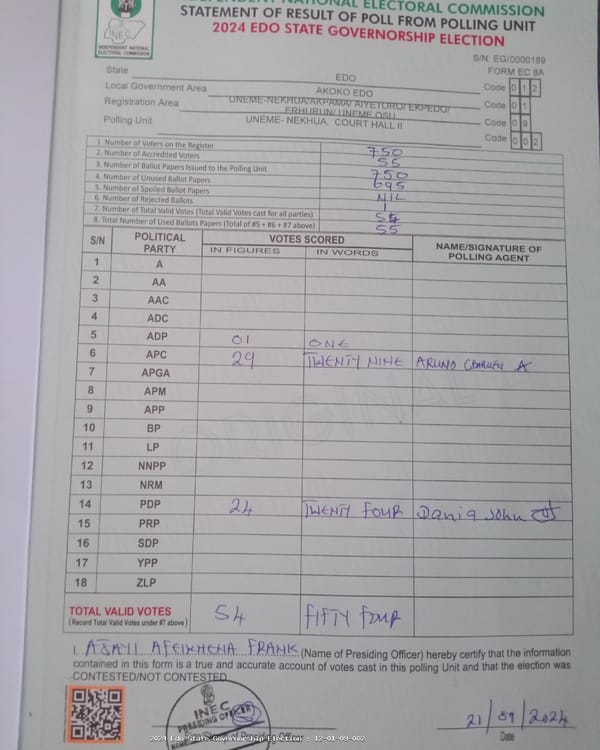 INDEPENDENT NATIONAL ELECTORAL COMMISSION
STATEMENT OF RESULT OF POLL FROM POLLING UNIT
2024 EDO STATE GOVERNORSHIP ELECTION
INEC
INDEPENDENT NATIONAL
ELECTORAL COMMISSION
S/N: EG/0000189
FORM EC 8A
State EDO Code 0 1 2
Local Government Area AKOKO EDO Code 0 1
Registration Area UNEME-NEKHUA/AKPAMA/ AIYETORO/ EKPEDO/ ERHURUN/ UNEME OSU Code 0 9
Polling Unit UNEME- NEKHUA, COURT HALL II Code 0 0 2
1. Number of Voters on the Register 750
2. Number of Accredited Voters 55
3. Number of Ballot Papers Issued to the Polling Unit 750
4. Number of Unused Ballot Papers 695
5. Number of Spoiled Ballot Papers NIL
6. Number of Rejected Ballots 1
7. Number of Total Valid Votes (Total Valid Votes cast for all parties) 54
8. Total Number of Used Ballots Papers (Total of #5 + #6 + #7 above) 55
S/N POLITICAL PARTY VOTES SCORED NAME/SIGNATURE OF POLLING AGENT
IN FIGURES IN WORDS
1 A
2 AA
3 AAC
4 ADC
5 ADP 01 ONE
6 APC 29 TWENTY NINE
7 APGA
8 APM
9 APP
10 BP
11 LP
12 NNPP
13 NRM
14 PDP 24 TWENTY FOUR Dania John
15 PRP
16 SDP
17 YPP
18 ZLP
TOTAL VALID VOTES 54 FIFTY FOUR
(Record Total Valid Votes under #7 above)
I, AJAYI AFEIKHENA FRANK (Name of Presiding Officer) hereby certify that the information
contained in this form is a true and accurate account of votes cast in this polling Unit and that the election was
CONTESTED/NOT CONTESTED
INEC
PRESIDING OFFICER
21/09/2024
Date
2024 Edo State Governorship Election : 12-01-09-002